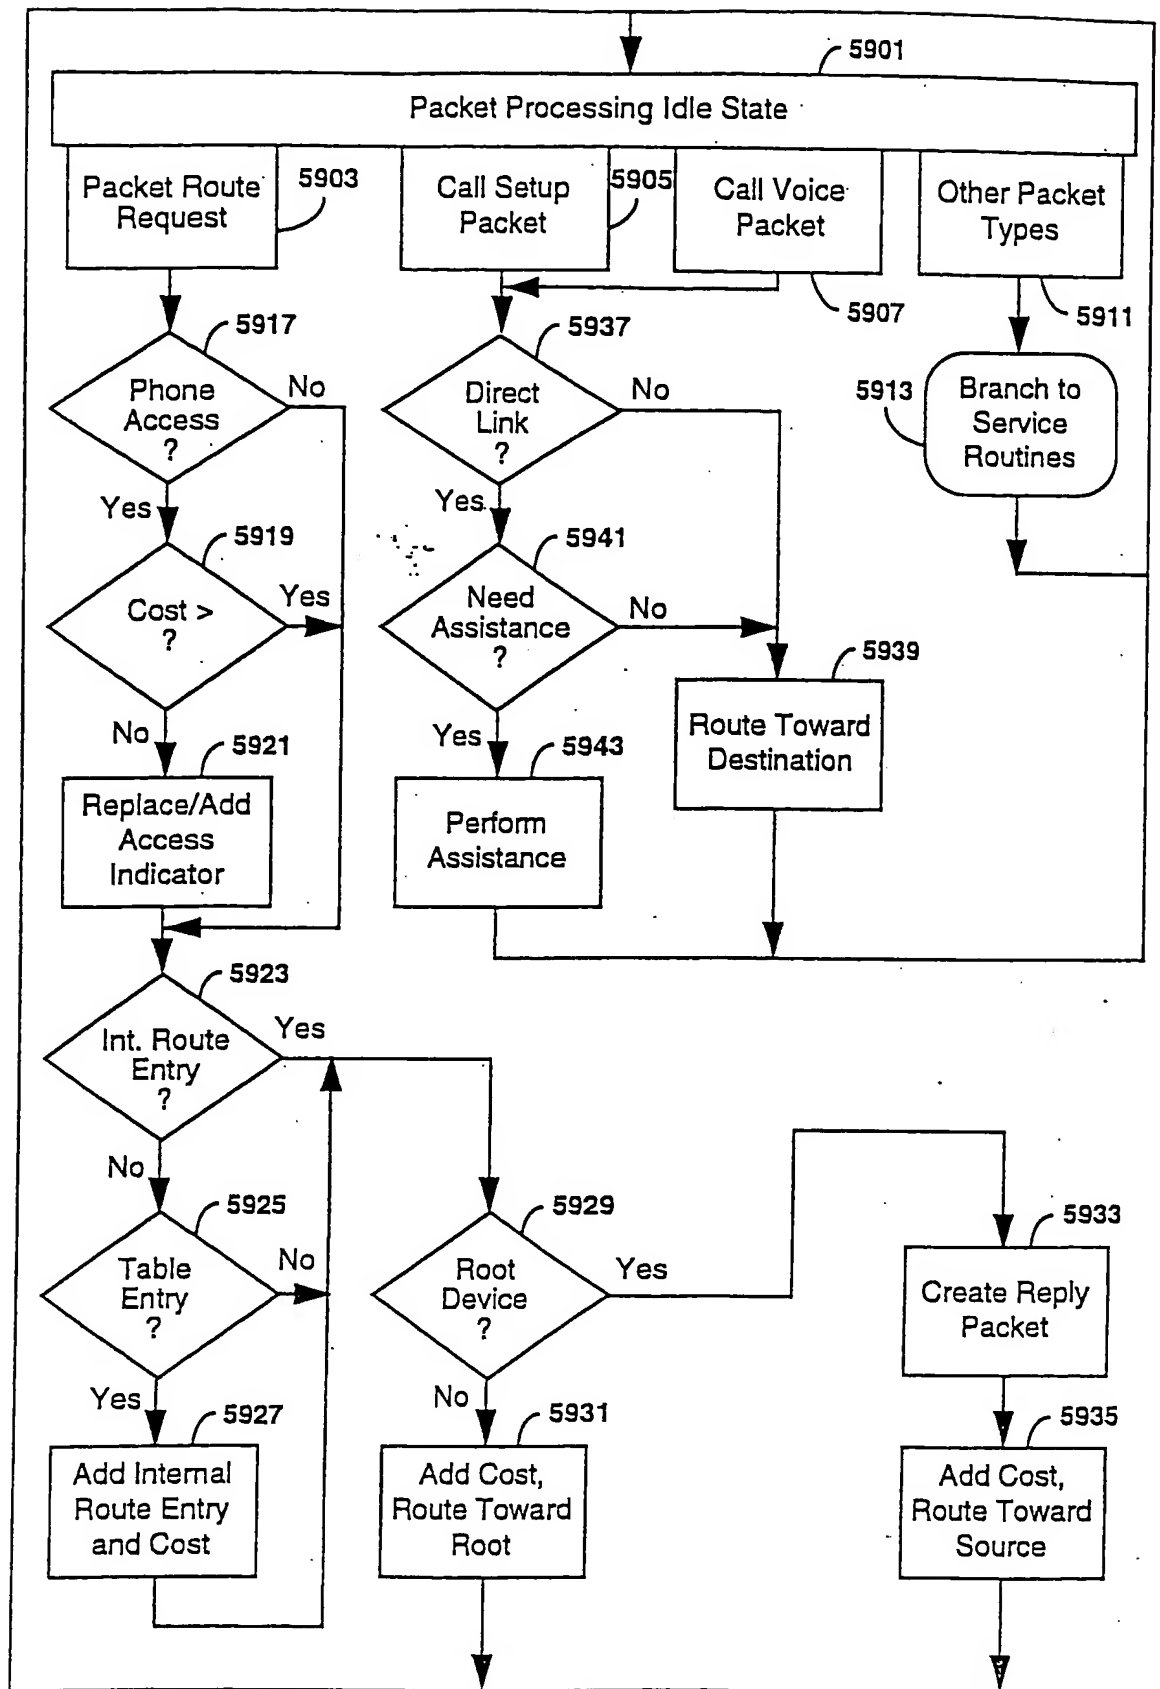 5901
Packet Processing Idle State
Packet Route
Request
5903
Call Setup
Packet
5905
Call Voice
Packet
5907
Other Packet
Types
5911
5917
Phone
Access
?
No
Yes
5937
Direct
Link
?
No
Yes
5913
Branch to
Service
Routines
5919
Cost >
?
Yes
No
5941
Need
Assistance
?
No
Yes
5939
Route Toward
Destination
5921
Replace/Add
Access
Indicator
5943
Perform
Assistance
5923
Int. Route
Entry
?
Yes
No
5925
Table
Entry
?
No
Yes
5929
Root
Device
?
Yes
No
5933
Create Reply
Packet
5927
Add Internal
Route Entry
and Cost
5931
Add Cost,
Route Toward
Root
5935
Add Cost,
Route Toward
Source